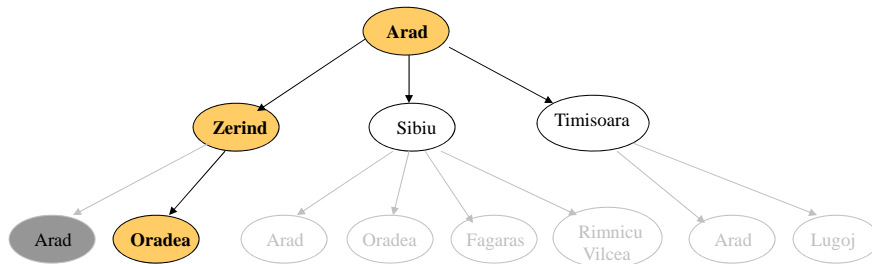 Arad
Zerind
Sibiu
Timisoara
Arad
Oradea
Arad
Oradea
Fagaras
Rimnicu
Vilcea
Arad
Lugoj